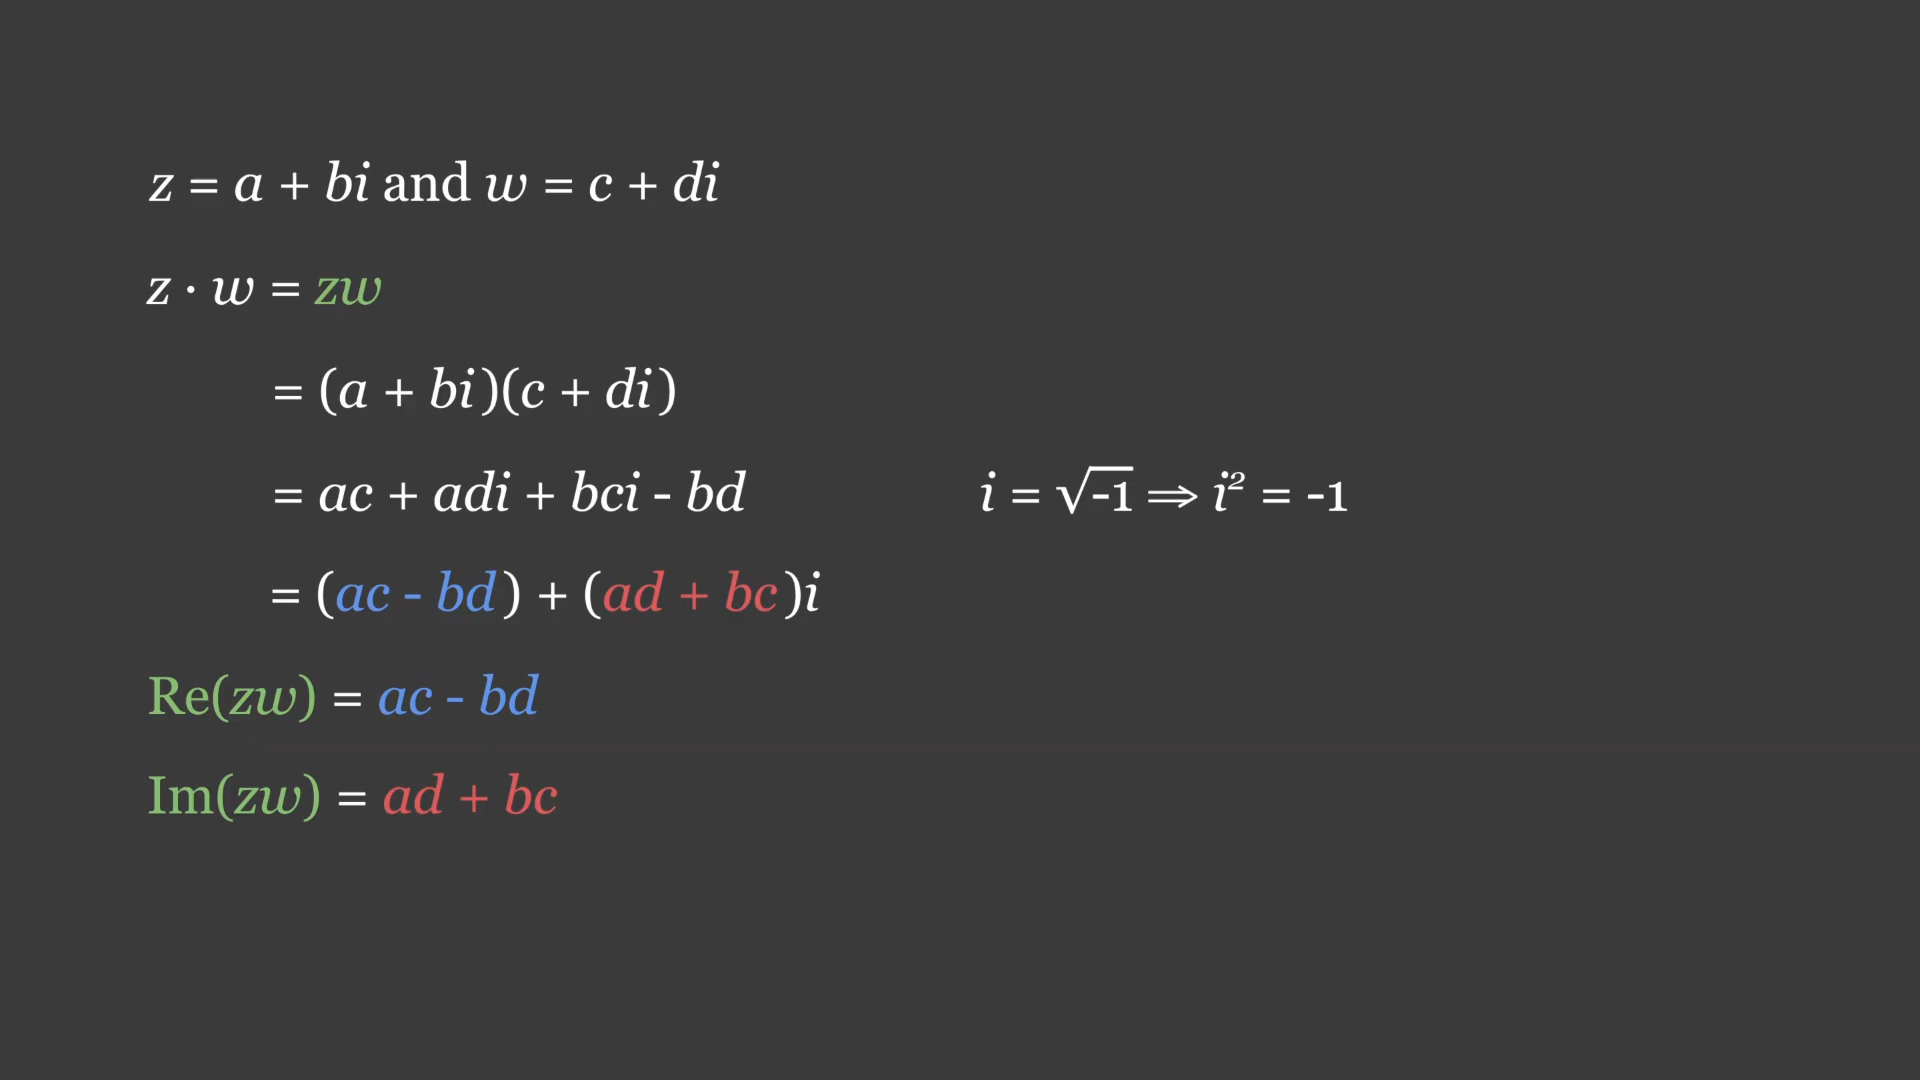 z = a + bi and w = c + di
z · w = zw
= (a + bi)(c + di)
= ac + adi + bci - bd i = √-1 ⟹ i² = -1
= (ac - bd) + (ad + bc)i
Re(zw) = ac - bd
Im(zw) = ad + bc